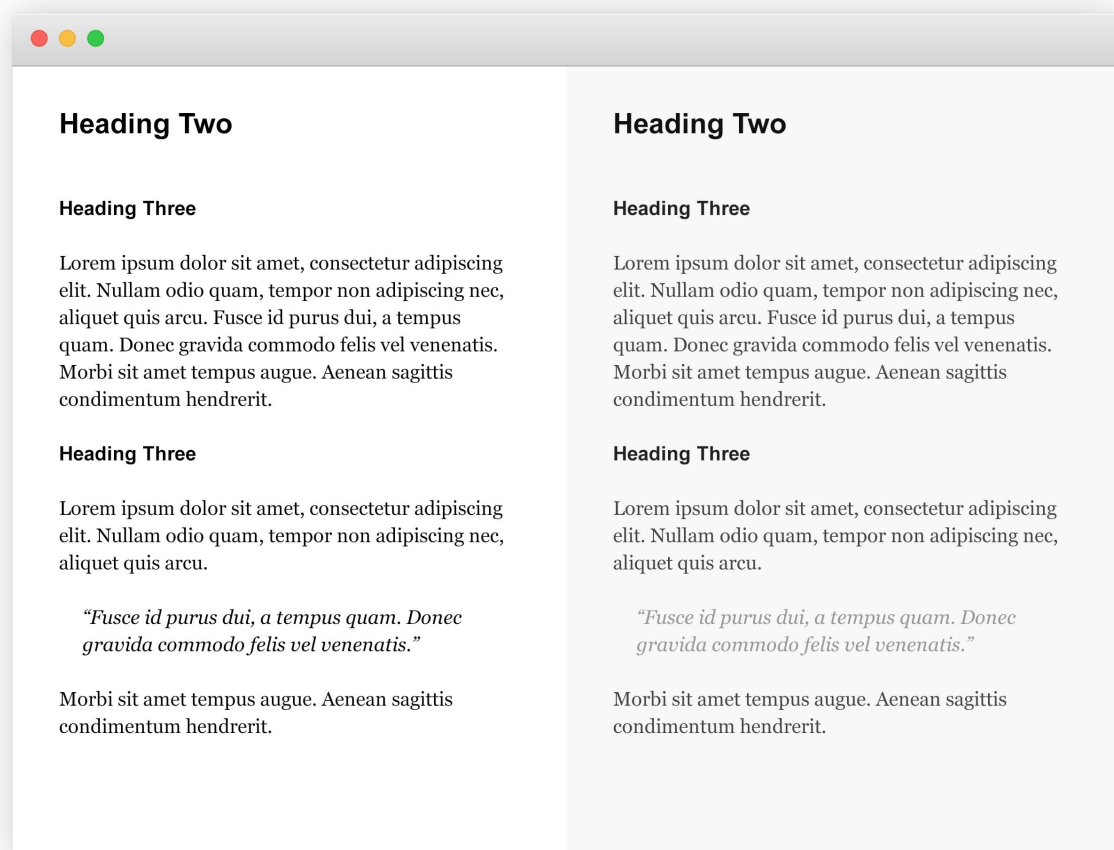 Heading Two
Heading Three
Lorem ipsum dolor sit amet, consectetur adipiscing
elit. Nullam odio quam, tempor non adipiscing nec,
aliquet quis arcu. Fusce id purus dui, a tempus
quam. Donec gravida commodo felis vel venenatis.
Morbi sit amet tempus augue. Aenean sagittis
condimentum hendrerit.
Heading Three
Lorem ipsum dolor sit amet, consectetur adipiscing
elit. Nullam odio quam, tempor non adipiscing nec,
aliquet quis arcu.
“Fusce id purus dui, a tempus quam. Donec
gravida commodo felis vel venenatis.”
Morbi sit amet tempus augue. Aenean sagittis
condimentum hendrerit.
Heading Two
Heading Three
Lorem ipsum dolor sit amet, consectetur adipiscing
elit. Nullam odio quam, tempor non adipiscing nec,
aliquet quis arcu. Fusce id purus dui, a tempus
quam. Donec gravida commodo felis vel venenatis.
Morbi sit amet tempus augue. Aenean sagittis
condimentum hendrerit.
Heading Three
Lorem ipsum dolor sit amet, consectetur adipiscing
elit. Nullam odio quam, tempor non adipiscing nec,
aliquet quis arcu.
“Fusce id purus dui, a tempus quam. Donec
gravida commodo felis vel venenatis.”
Morbi sit amet tempus augue. Aenean sagittis
condimentum hendrerit.